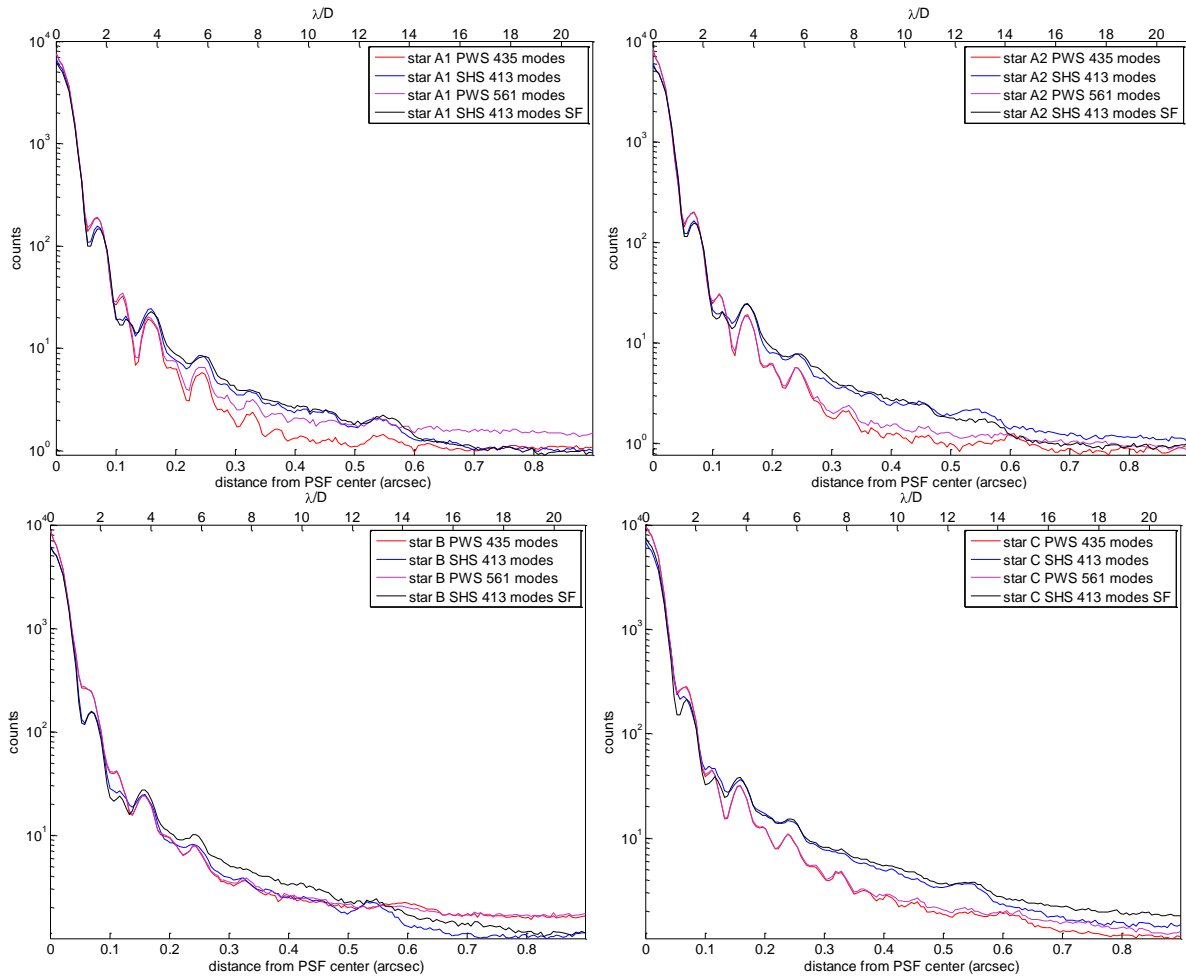 λ/D
0 2 4 6 8 10 12 14 16 18 20
10^4
10^3
10^2
10^1
10^0
counts
star A1 PWS 435 modes
star A1 SHS 413 modes
star A1 PWS 561 modes
star A1 SHS 413 modes SF
0 0.1 0.2 0.3 0.4 0.5 0.6 0.7 0.8
distance from PSF center (arcsec)
λ/D
0 2 4 6 8 10 12 14 16 18 20
10^4
10^3
10^2
10^1
10^0
counts
star A2 PWS 435 modes
star A2 SHS 413 modes
star A2 PWS 561 modes
star A2 SHS 413 modes SF
0 0.1 0.2 0.3 0.4 0.5 0.6 0.7 0.8
distance from PSF center (arcsec)
λ/D
0 2 4 6 8 10 12 14 16 18 20
10^4
10^3
10^2
10^1
counts
star B PWS 435 modes
star B SHS 413 modes
star B PWS 561 modes
star B SHS 413 modes SF
0 0.1 0.2 0.3 0.4 0.5 0.6 0.7 0.8
distance from PSF center (arcsec)
λ/D
0 2 4 6 8 10 12 14 16 18 20
10^4
10^3
10^2
10^1
counts
star C PWS 435 modes
star C SHS 413 modes
star C PWS 561 modes
star C SHS 413 modes SF
0 0.1 0.2 0.3 0.4 0.5 0.6 0.7 0.8
distance from PSF center (arcsec)